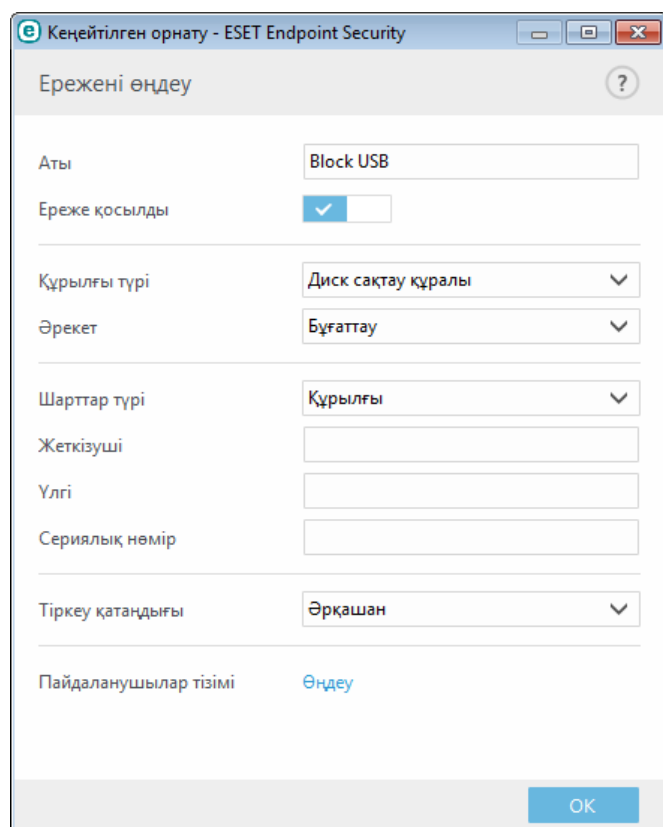 e Кеңейтілген орнату - ESET Endpoint Security
Ережені өңдеу ?
Аты Block USB
Ереже қосылды
Құрылғы түрі Диск сақтау құралы
Әрекет Бұғаттау
Шарттар түрі Құрылғы
Жеткізуші
Үлгі
Сериялық нөмір
Тіркеу қатаңдығы Әрқашан
Пайдаланушылар тізімі Өңдеу
OK